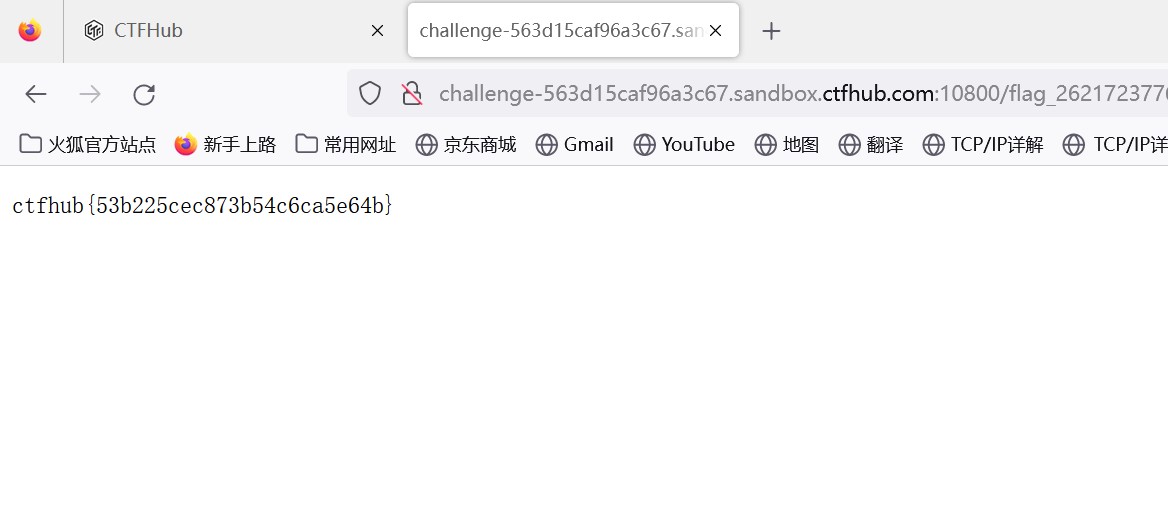 CTFHub
challenge-563d15caf96a3c67.san
challenge-563d15caf96a3c67.sandbox.ctfhub.com:10800/flag_262172377
火狐官方站点 新手上路 常用网址 京东商城 Gmail YouTube 地图 翻译 TCP/IP详解 TCP/IP详
ctfhub{53b225cec873b54c6ca5e64b}